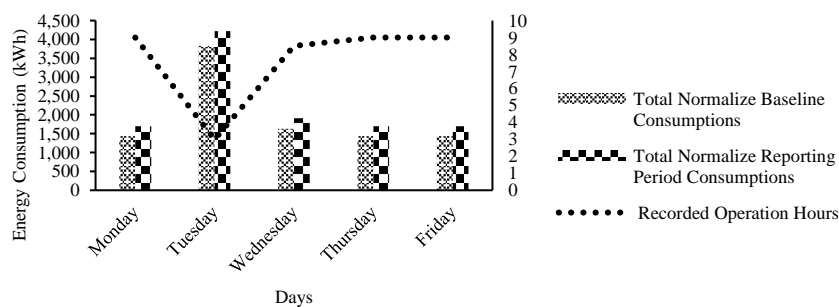 Energy Consumption (kWh)
4,500
4,000
3,500
3,000
2,500
2,000
1,500
1,000
500
0
10
9
8
7
6
5
4
3
2
1
0
Monday
Tuesday
Wednesday
Thursday
Friday
Days
Total Normalize Baseline
Consumptions
Total Normalize Reporting
Period Consumptions
Recorded Operation Hours